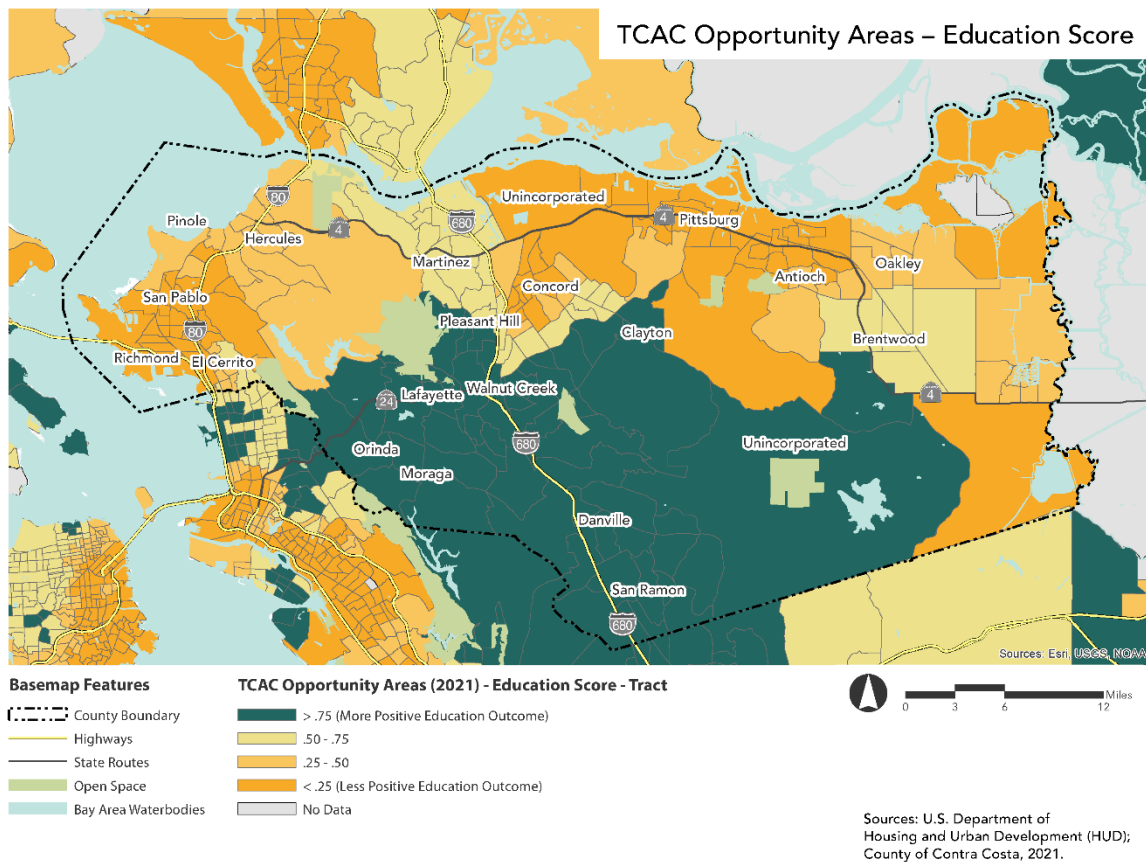 TCAC Opportunity Areas – Education Score
80
Unincorporated
Pinole
680
4
Pittsburg
4
Hercules
Martinez
Oakley
Antioch
Concord
San Pablo
Pleasant Hill
80
Clayton
Brentwood
Richmond
El Cerrito
Walnut Creek
Lafayette
24
4
Orinda
680
Unincorporated
Moraga
Danville
San Ramon
680
Sources: Esri, USGS, NOAA
Basemap Features
County Boundary
Highways
State Routes
Open Space
Bay Area Waterbodies
TCAC Opportunity Areas (2021) - Education Score - Tract
> .75 (More Positive Education Outcome)
.50 - .75
.25 - .50
< .25 (Less Positive Education Outcome)
No Data
Miles
0 3 6 12
Sources: U.S. Department of
Housing and Urban Development (HUD);
County of Contra Costa, 2021.